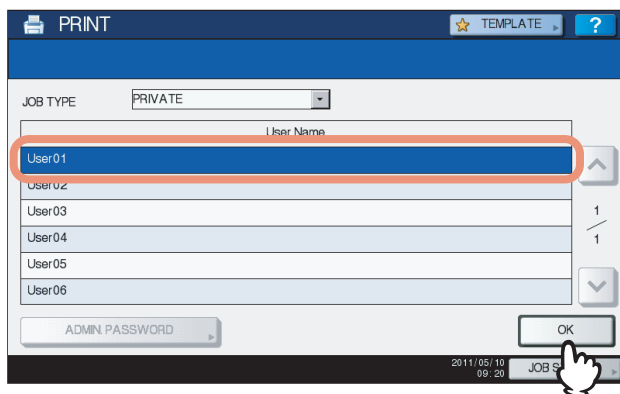 PRINT
TEMPLATE
?
JOB TYPE
PRIVATE
User Name
User01
User02
User03
User04
User05
User06
1
1
ADMIN. PASSWORD
OK
2011/05/10
09:20
JOB